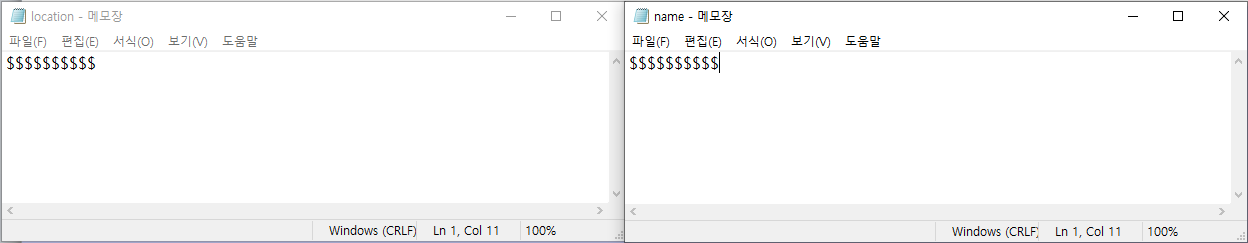 location - 메모장
파일(F) 편집(E) 서식(O) 보기(V) 도움말
$$$$$$$$$$
Windows (CRLF) Ln 1, Col 11 100%
name - 메모장
파일(F) 편집(E) 서식(O) 보기(V) 도움말
$$$$$$$$$$
Windows (CRLF) Ln 1, Col 11 100%